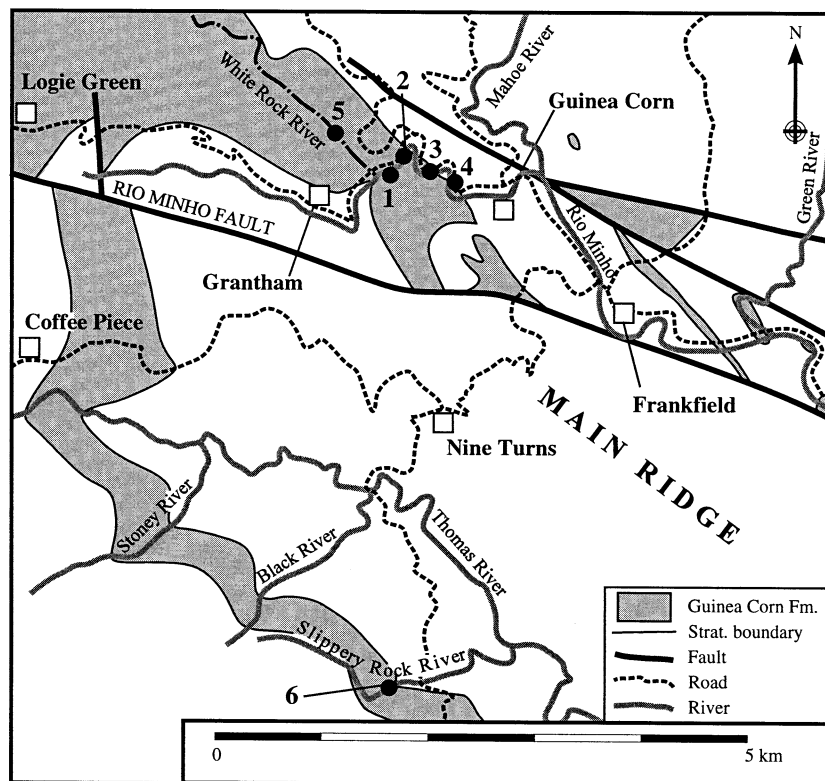 N
Logie Green
White Rock River
2
Mahoe River
Guinea Corn
5
3
4
1
Green River
RIO MINHO FAULT
Rio Minho
Grantham
Coffee Piece
Frankfield
MAIN RIDGE
Nine Turns
Stoney River
Black River
Thomas River
Slippery Rock River
6
Guinea Corn Fm.
Strat. boundary
Fault
Road
River
0
5 km